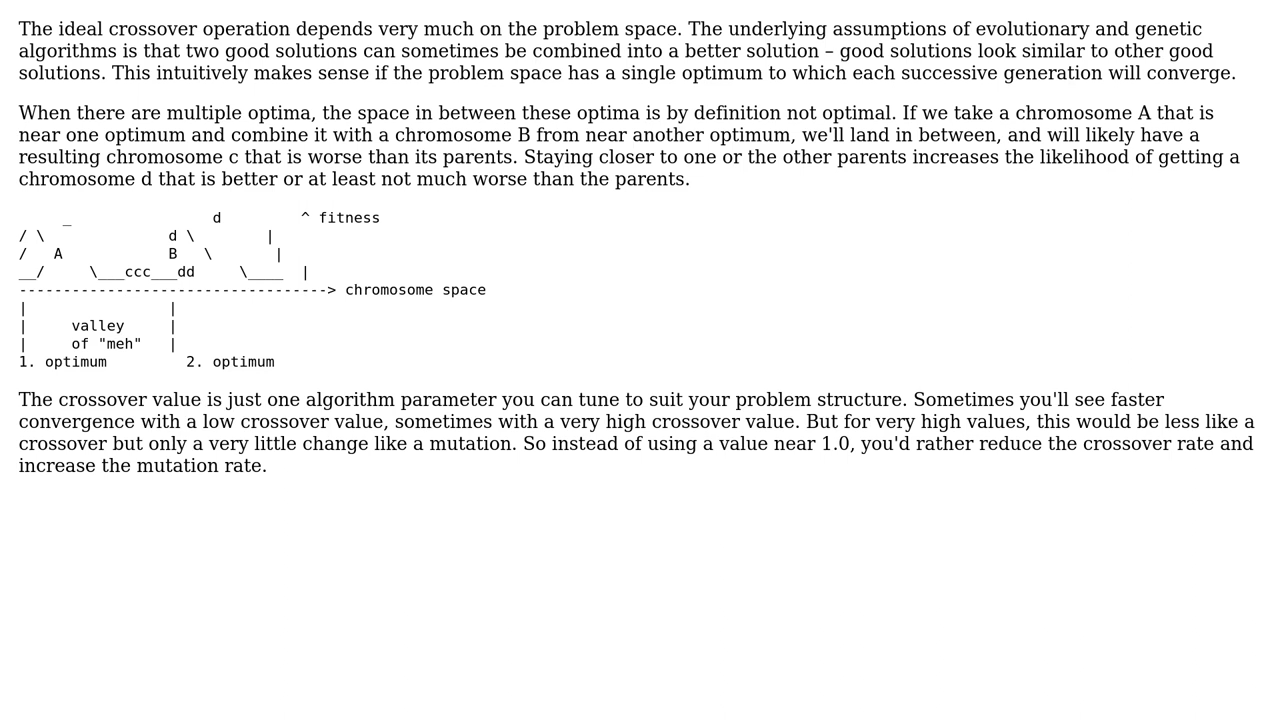 The ideal crossover operation depends very much on the problem space. The underlying assumptions of evolutionary and genetic
algorithms is that two good solutions can sometimes be combined into a better solution – good solutions look similar to other good
solutions. This intuitively makes sense if the problem space has a single optimum to which each successive generation will converge.
When there are multiple optima, the space in between these optima is by definition not optimal. If we take a chromosome A that is
near one optimum and combine it with a chromosome B from near another optimum, we'll land in between, and will likely have a
resulting chromosome c that is worse than its parents. Staying closer to one or the other parents increases the likelihood of getting a
chromosome d that is better or at least not much worse than the parents.
     _                d         ^ fitness
/ \              d \        |
/   A            B   \       |
__/     \___ccc___dd     \____  |
-----------------------------------> chromosome space
|                |
|     valley     |
|     of "meh"   |
1. optimum         2. optimum
The crossover value is just one algorithm parameter you can tune to suit your problem structure. Sometimes you'll see faster
convergence with a low crossover value, sometimes with a very high crossover value. But for very high values, this would be less like a
crossover but only a very little change like a mutation. So instead of using a value near 1.0, you'd rather reduce the crossover rate and
increase the mutation rate.